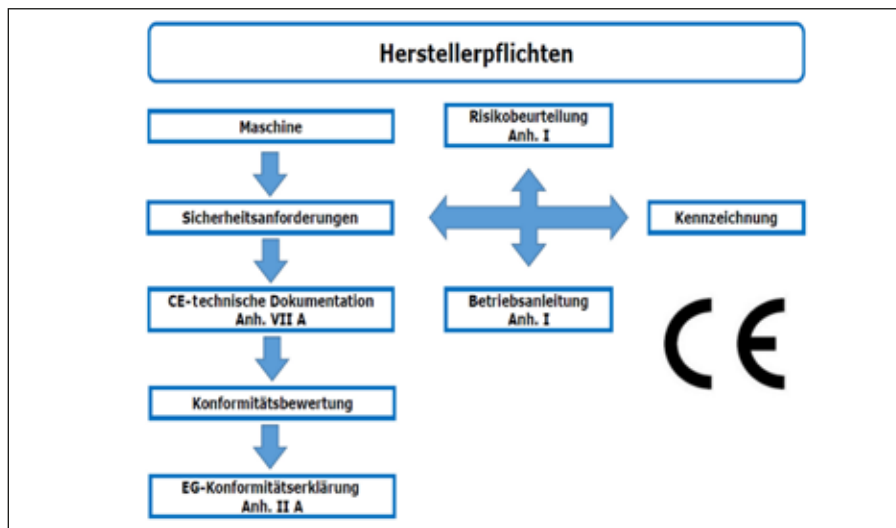 Herstellerpflichten
Maschine
Risikobeurteilung
Anh. I
Sicherheitsanforderungen
Kennzeichnung
CE-technische Dokumentation
Anh. VII A
Betriebsanleitung
Anh. I
CE
Konformitätsbewertung
EG-Konformitätserklärung
Anh. II A